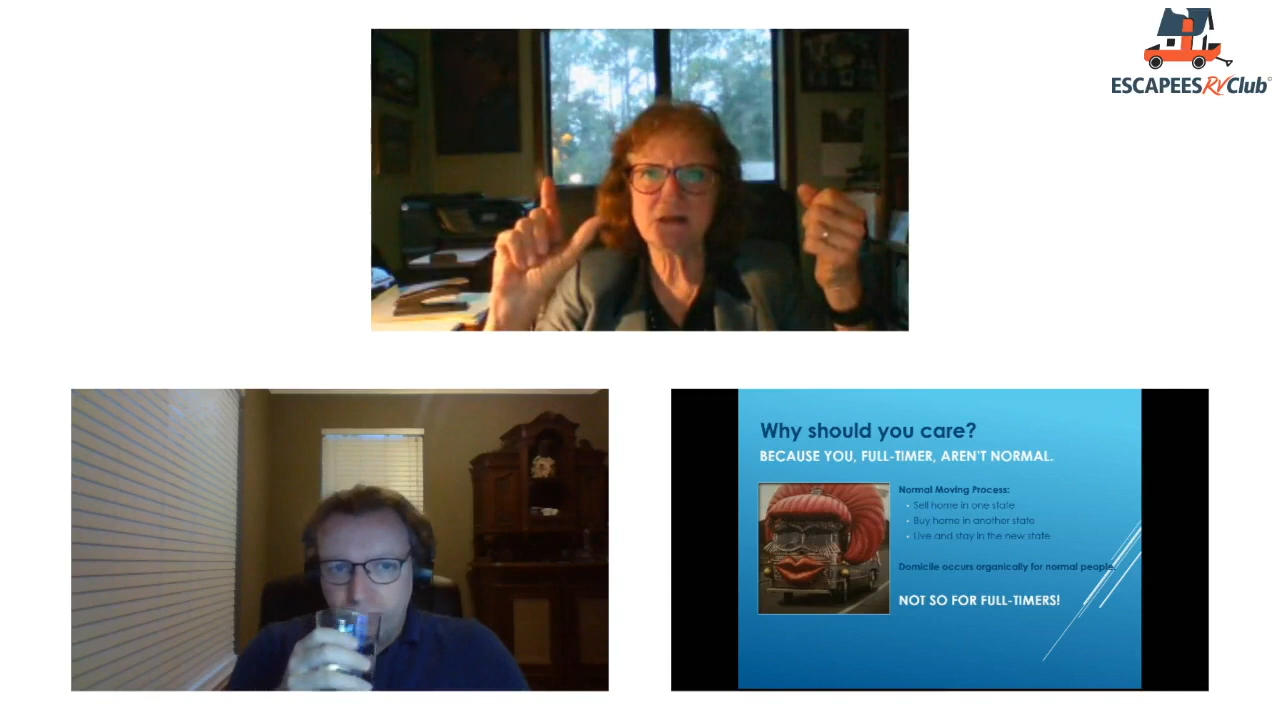 ESCAPEES RV Club
Why should you care?
BECAUSE YOU, FULL-TIMER, AREN'T NORMAL.
Normal Moving Process:
• Sell home in one state
• Buy home in another state
• Live and stay in the new state
Domicile occurs organically for normal people.
NOT SO FOR FULL-TIMERS!